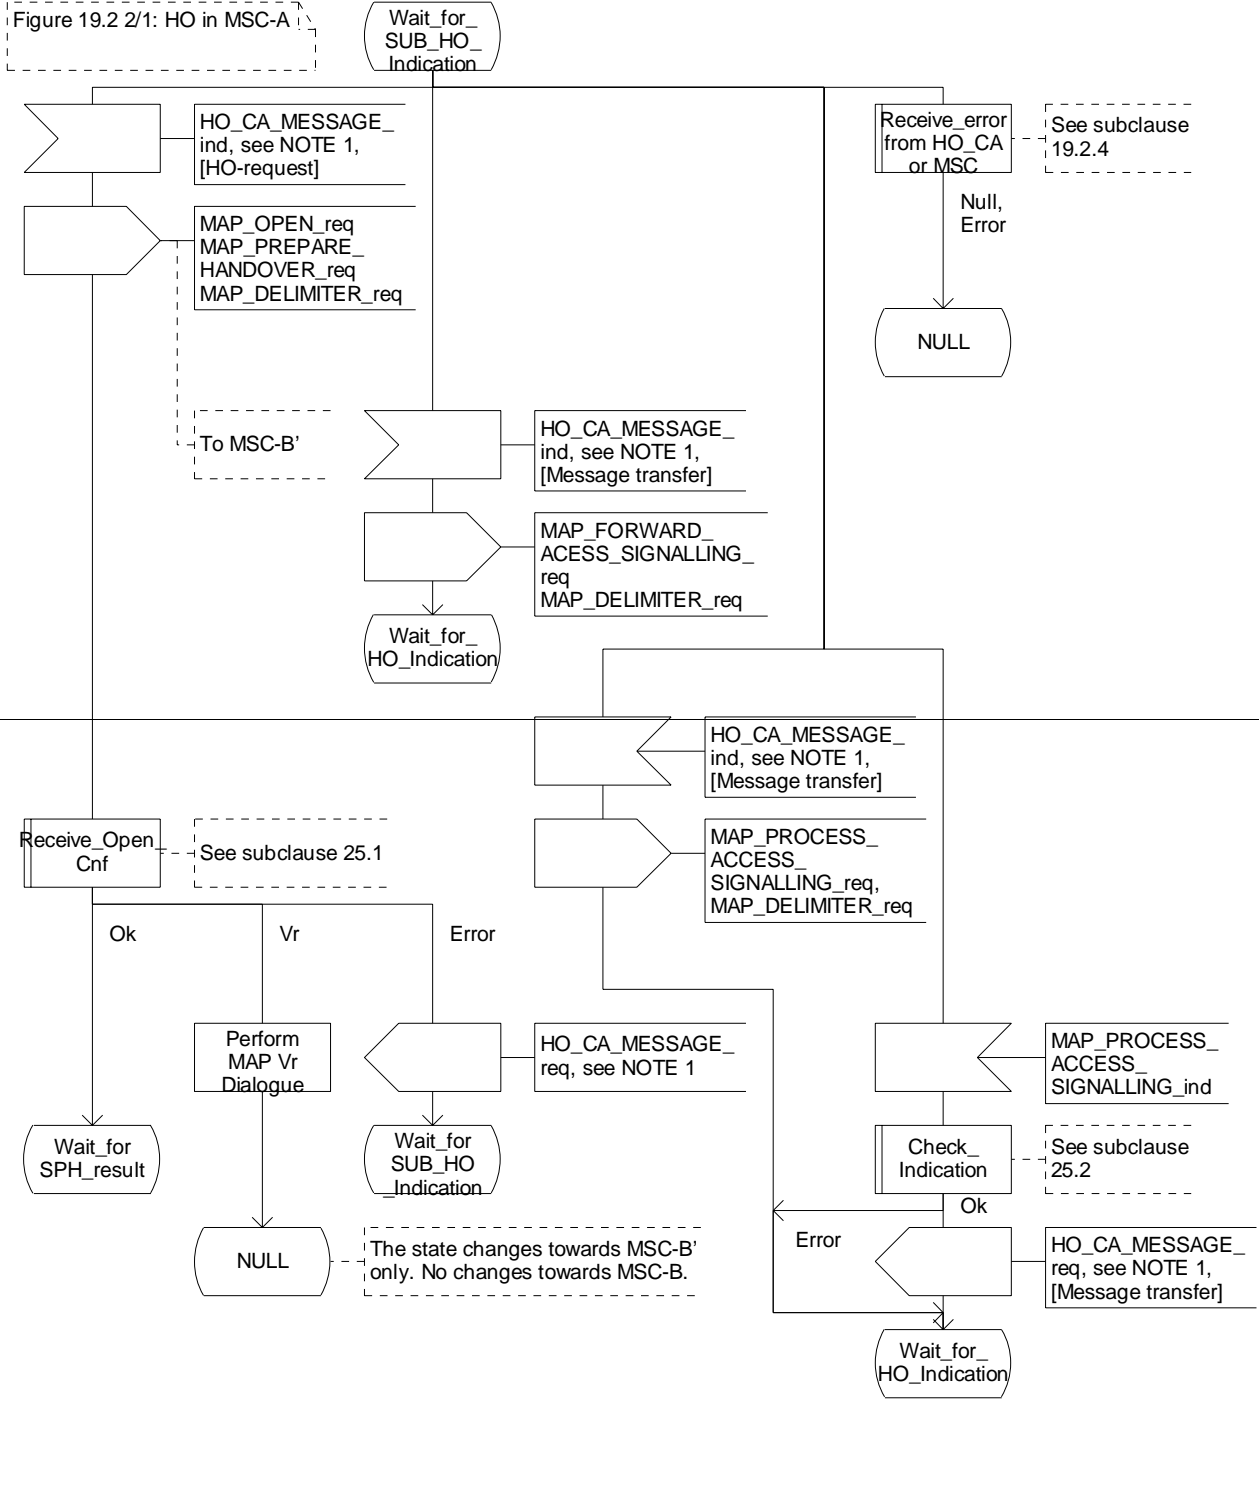 Figure 19.2 2/1: HO in MSC-A
Wait_for_
SUB_HO_
Indication
HO_CA_MESSAGE_
ind, see NOTE 1,
[HO-request]
Receive_error
from HO_CA
or MSC
See subclause
19.2.4
MAP_OPEN_req
MAP_PREPARE_
HANDOVER_req
MAP_DELIMITER_req
Null,
Error
NULL
To MSC-B’
HO_CA_MESSAGE_
ind, see NOTE 1,
[Message transfer]
MAP_FORWARD_
ACESS_SIGNALLING_
req
MAP_DELIMITER_req
Wait_for_
HO_Indication
HO_CA_MESSAGE_
ind, see NOTE 1,
[Message transfer]
Receive_Open_
Cnf
See subclause 25.1
MAP_PROCESS_
ACCESS_
SIGNALLING_req,
MAP_DELIMITER_req
Ok
Vr
Error
Perform
MAP Vr
Dialogue
HO_CA_MESSAGE_
req, see NOTE 1
MAP_PROCESS_
ACCESS_
SIGNALLING_ind
Wait_for
SPH_result
Wait_for
SUB_HO
_Indication
Check_
Indication
See subclause
25.2
Ok
Error
NULL
The state changes towards MSC-B’
only. No changes towards MSC-B.
HO_CA_MESSAGE_
req, see NOTE 1,
[Message transfer]
Wait_for_
HO_Indication